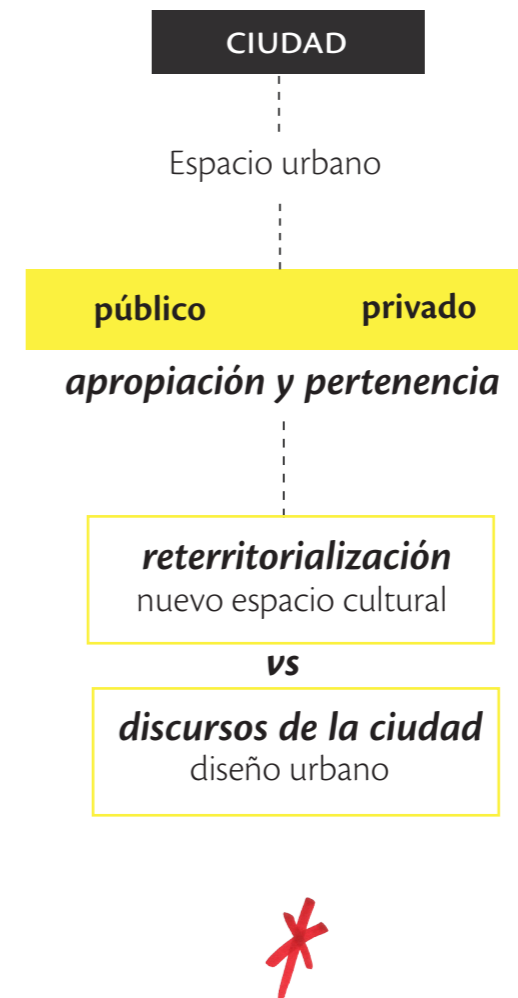 CIUDAD
Espacio urbano
público privado
apropiación y pertenencia
reterritorialización
nuevo espacio cultural
vs
discursos de la ciudad
diseño urbano